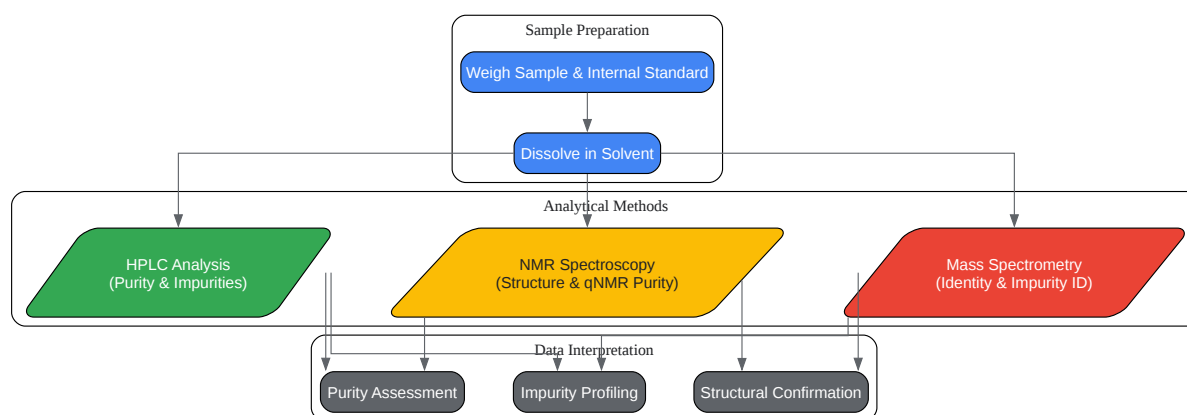 Sample Preparation
Weigh Sample & Internal Standard
Dissolve in Solvent
Analytical Methods
HPLC Analysis
(Purity & Impurities)
NMR Spectroscopy
(Structure & qNMR Purity)
Mass Spectrometry
(Identity & Impurity ID)
Data Interpretation
Purity Assessment
Impurity Profiling
Structural Confirmation